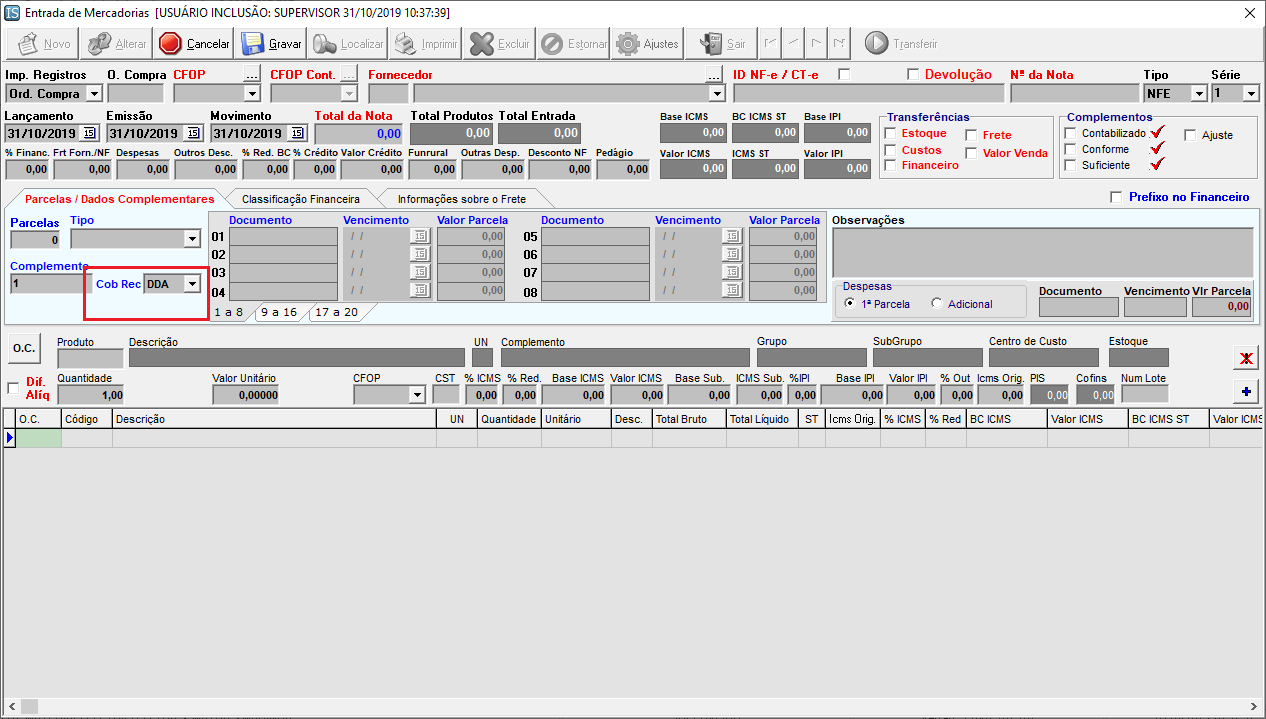 IS Entrada de Mercadorias [USUÁRIO INCLUSÃO: SUPERVISOR 31/10/2019 10:37:39]
Novo Alterar Cancelar Gravar Localizar Imprimir Excluir Estornar Ajustes Sair Transferir
Imp. Registros O. Compra CFOP ... CFOP Cont. ... Fornecedor ... ID NF-e / CT-e Devolução Nº da Nota Tipo Série
Ord. Compra NFE 1
Lançamento Emissão Movimento Total da Nota Total Produtos Total Entrada Base ICMS BC ICMS ST Base IPI Transferências Complementos
31/10/2019 15 31/10/2019 15 31/10/2019 15 0,00 0,00 0,00 0,00 0,00 0,00 Estoque Frete Contabilizado Ajuste
% Financ. Frt Forn./NF Despesas Outros Desc. % Red. BC % Crédito Valor Crédito Funrural Outras Desp. Desconto NF Pedágio Valor ICMS ICMS ST Valor IPI Custos Valor Venda Conforme
0,00 0,00 0,00 0,00 0,00 0,00 0,00 0,00 0,00 0,00 0,00 0,00 0,00 0,00 Financeiro Suficiente
Parcelas / Dados Complementares Classificação Financeira Informações sobre o Frete Prefixo no Financeiro
Parcelas Tipo Documento Vencimento Valor Parcela Documento Vencimento Valor Parcela Observações
0 01 / / 15 0,00 05 / / 15 0,00
02 / / 15 0,00 06 / / 15 0,00
Complemento 03 / / 15 0,00 07 / / 15 0,00
1 Cob Rec DDA 04 / / 15 0,00 08 / / 15 0,00
Despesas Documento Vencimento Vlr Parcela
1ª Parcela Adicional 0,00
1 a 8 9 a 16 17 a 20
O.C. Produto Descrição UN Complemento Grupo SubGrupo Centro de Custo Estoque
Dif. Alíq Quantidade Valor Unitário CFOP CST % ICMS % Red. Base ICMS Valor ICMS Base Sub. ICMS Sub. %IPI Base IPI Valor IPI % Out Icms Orig. PIS Cofins Num Lote
1,00 0,00000 0,00 0,00 0,00 0,00 0,00 0,00 0,00 0,00 0,00 0,00 0,00 0,00 0,00
O.C. Código Descrição UN Quantidade Unitário Desc. Total Bruto Total Líquido ST Icms Orig. % ICMS % Red BC ICMS Valor ICMS BC ICMS ST Valor ICMS